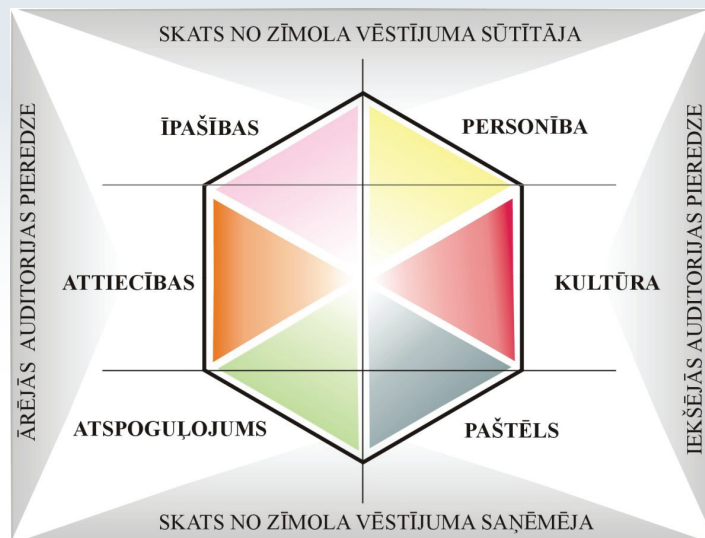 SKATS NO ZĪMOLA VĒSTĪJUMA SŪTĪTĀJA
ĪPAŠĪBAS
PERSONĪBA
ĀRĒJĀS AUDITORIJAS PIEREDZE
ATTIECĪBAS
KULTŪRA
IEKŠĒJĀS AUDITORIJAS PIEREDZE
ATSPOGUĻOJUMS
PAŠTĒLS
SKATS NO ZĪMOLA VĒSTĪJUMA SAŅĒMĒJA